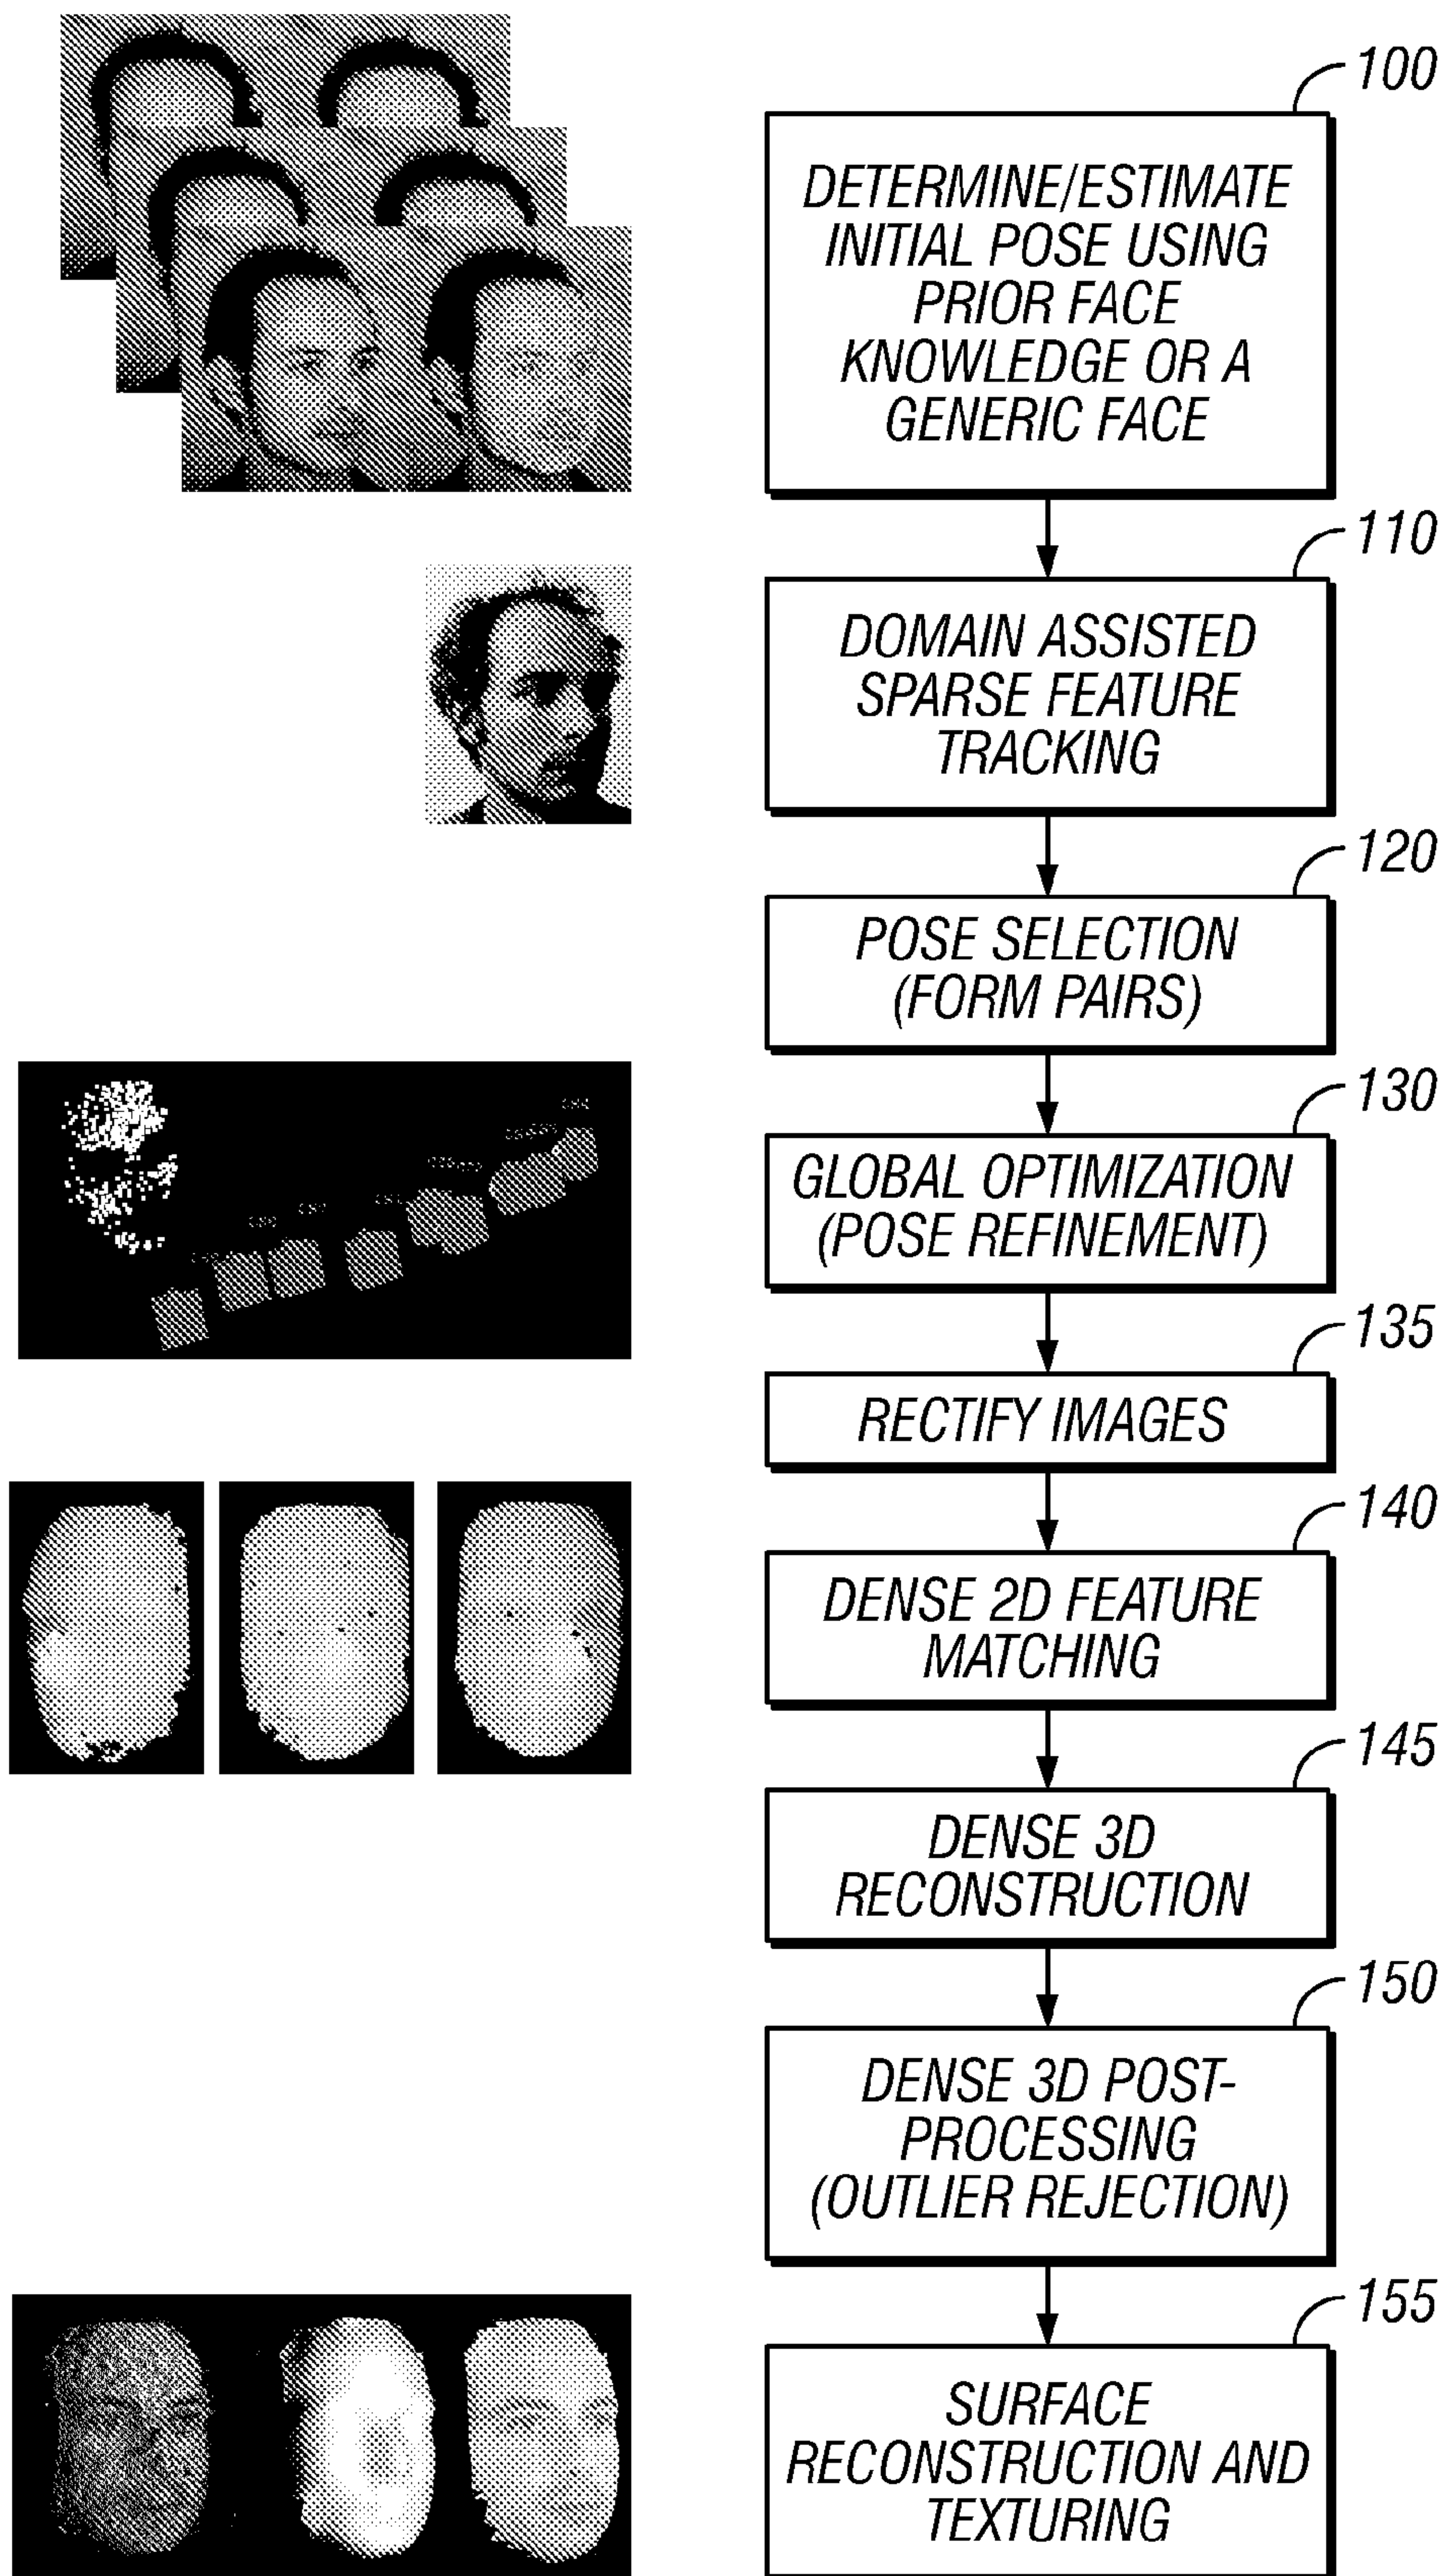 100
DETERMINE/ESTIMATE
INITIAL POSE USING
PRIOR FACE
KNOWLEDGE OR A
GENERIC FACE
110
DOMAIN ASSISTED
SPARSE FEATURE
TRACKING
120
POSE SELECTION
(FORM PAIRS)
130
GLOBAL OPTIMIZATION
(POSE REFINEMENT)
135
RECTIFY IMAGES
140
DENSE 2D FEATURE
MATCHING
145
DENSE 3D
RECONSTRUCTION
150
DENSE 3D POST-
PROCESSING
(OUTLIER REJECTION)
155
SURFACE
RECONSTRUCTION AND
TEXTURING